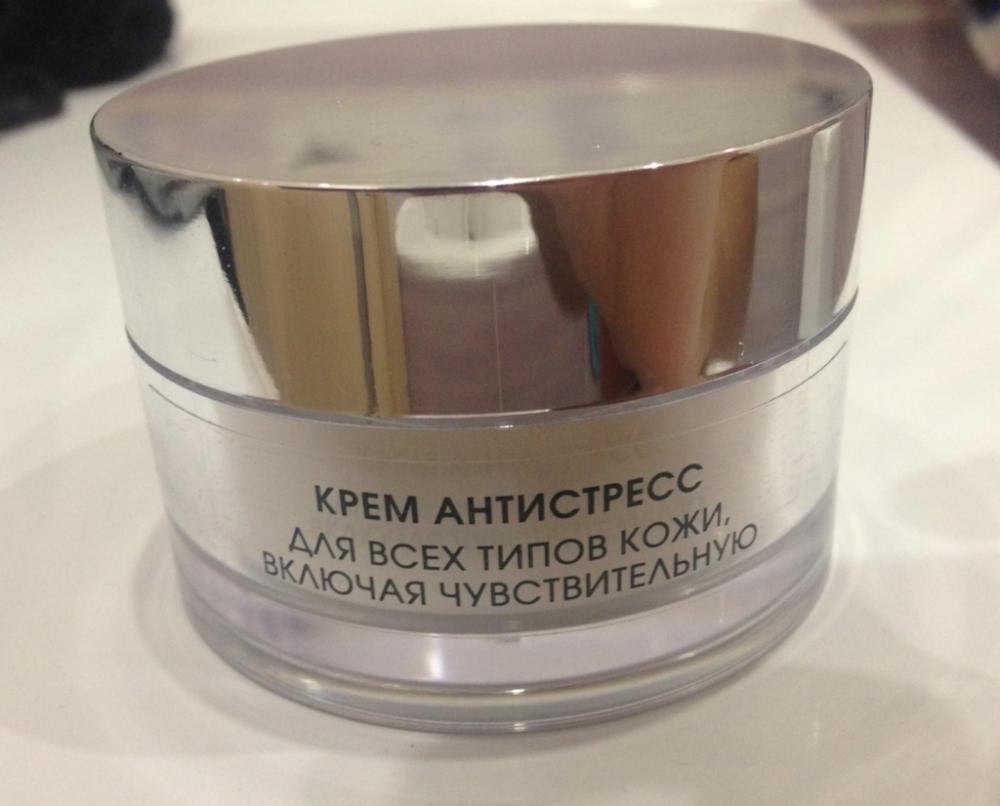 КРЕМ АНТИСТРЕСС
ДЛЯ ВСЕХ ТИПОВ КОЖИ,
ВКЛЮЧАЯ ЧУВСТВИТЕЛЬНУЮ